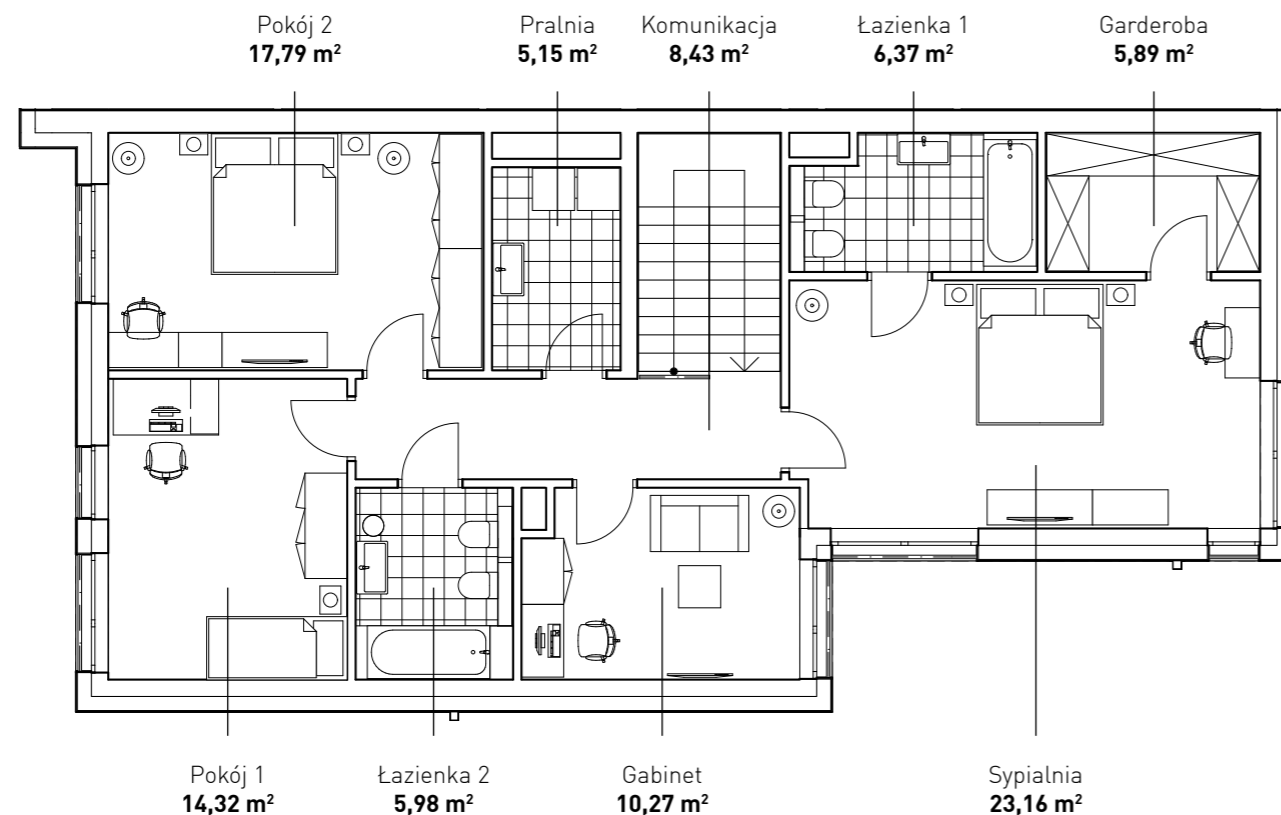 Pokój 2
17,79 m²
Pralnia
5,15 m²
Komunikacja
8,43 m²
Łazienka 1
6,37 m²
Garderoba
5,89 m²
Pokój 1
14,32 m²
Łazienka 2
5,98 m²
Gabinet
10,27 m²
Sypialnia
23,16 m²